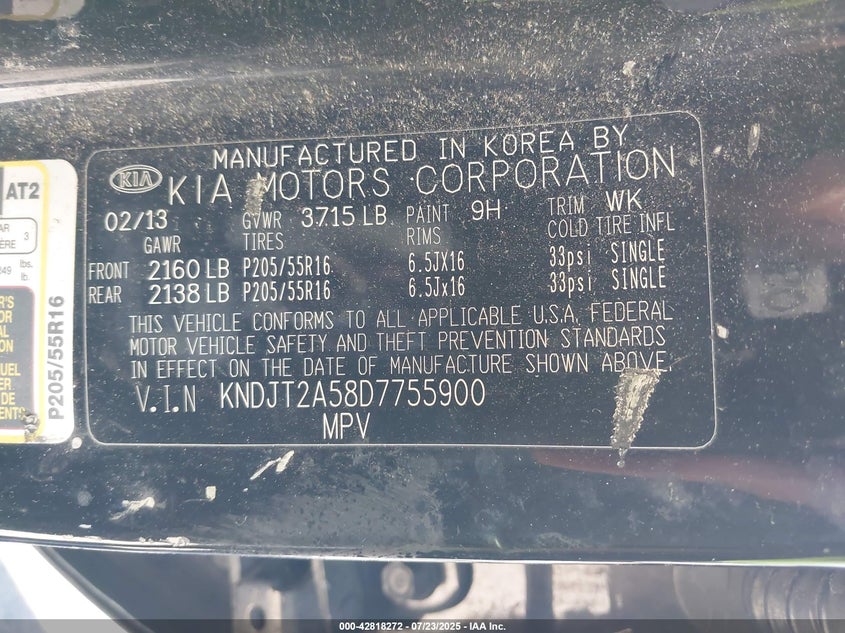 MANUFACTURED IN KOREA BY
KIA KIA MOTORS CORPORATION
02/13 GVWR 3715 LB PAINT 9H TRIM WK
GAWR TIRES RIMS COLD TIRE INFL
FRONT 2160 LB P205/55R16 6.5JX16 33psi SINGLE
REAR 2138 LB P205/55R16 6.5Jx16 33psi SINGLE
THIS VEHICLE CONFORMS TO ALL APPLICABLE U.S.A. FEDERAL
MOTOR VEHICLE SAFETY AND THEFT PREVENTION STANDARDS
IN EFFECT ON THE DATE OF MANUFACTURE SHOWN ABOVE.
V.I.N KNDJT2A58D7755900
MPV
AT2
3
lbs.
lb.
P205/55R16
000-42818272 - 07/23/2025 - IAA Inc.